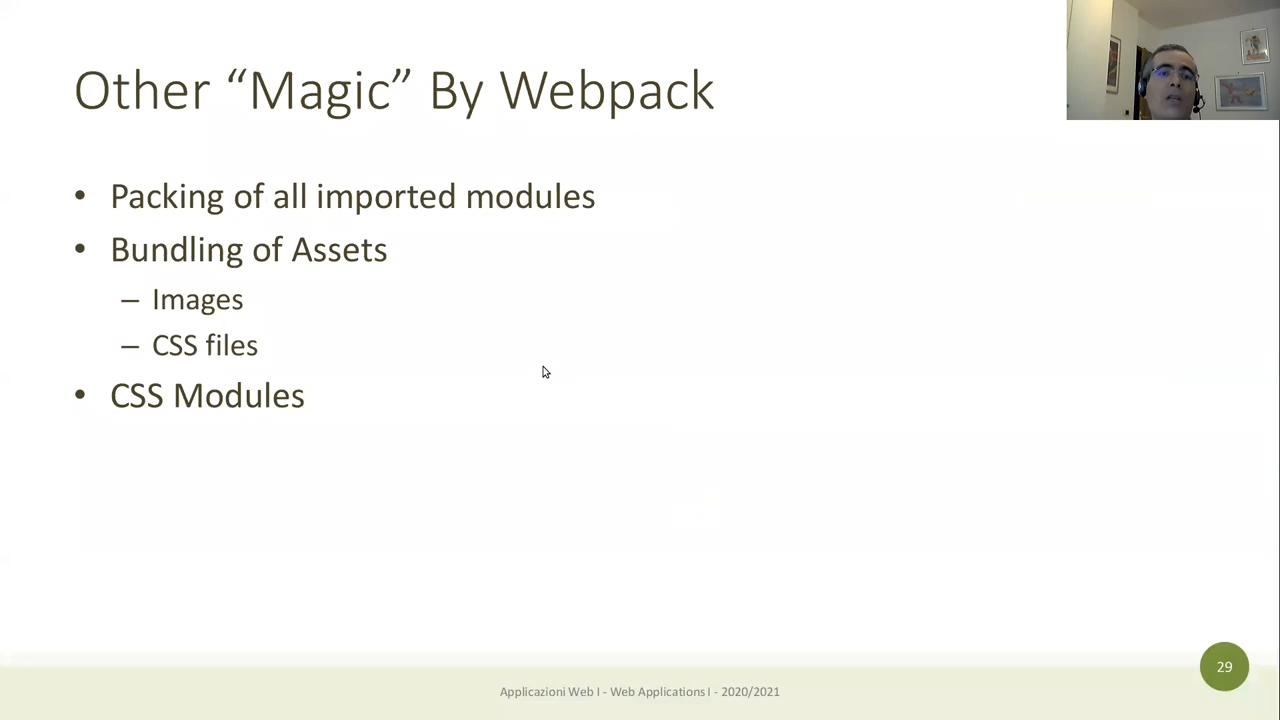 Other “Magic” By Webpack
• Packing of all imported modules
• Bundling of Assets
– Images
– CSS files
• CSS Modules
29
Applicazioni Web I - Web Applications I - 2020/2021